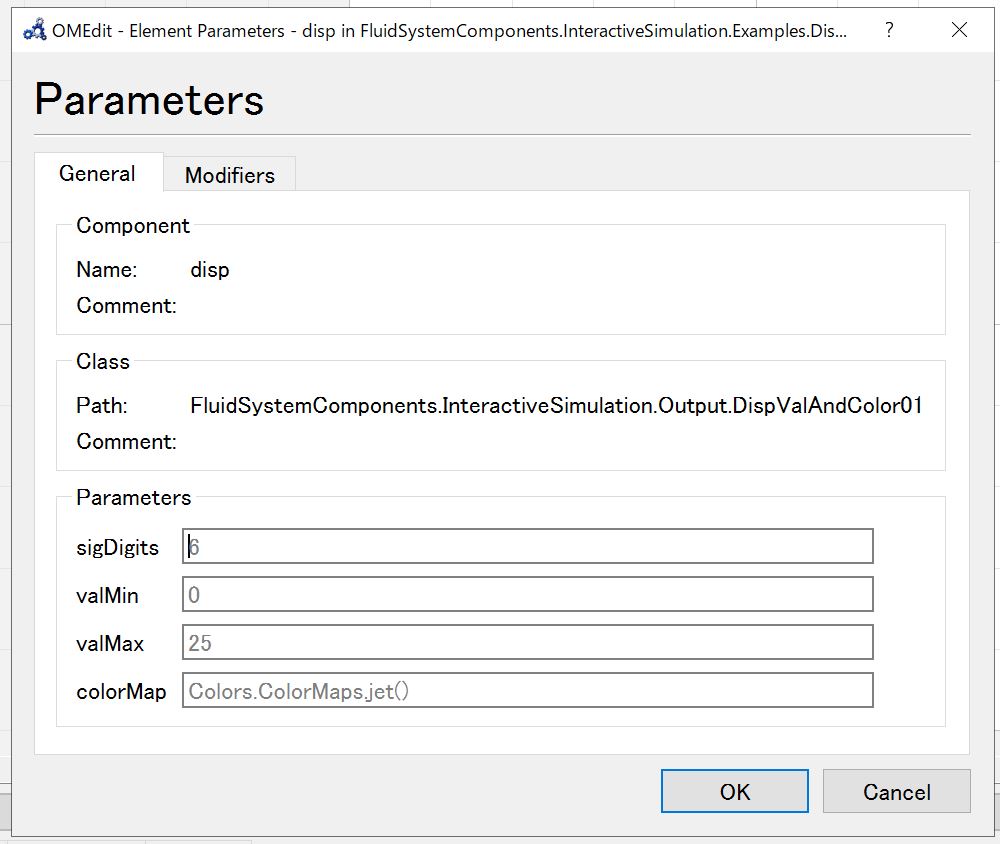 OMEdit - Element Parameters - disp in FluidSystemComponents.InteractiveSimulation.Examples.Dis...
?
Parameters
General
Modifiers
Component
Name: disp
Comment:
Class
Path: FluidSystemComponents.InteractiveSimulation.Output.DispValAndColor01
Comment:
Parameters
sigDigits 6
valMin 0
valMax 25
colorMap Colors.ColorMaps.jet()
OK Cancel